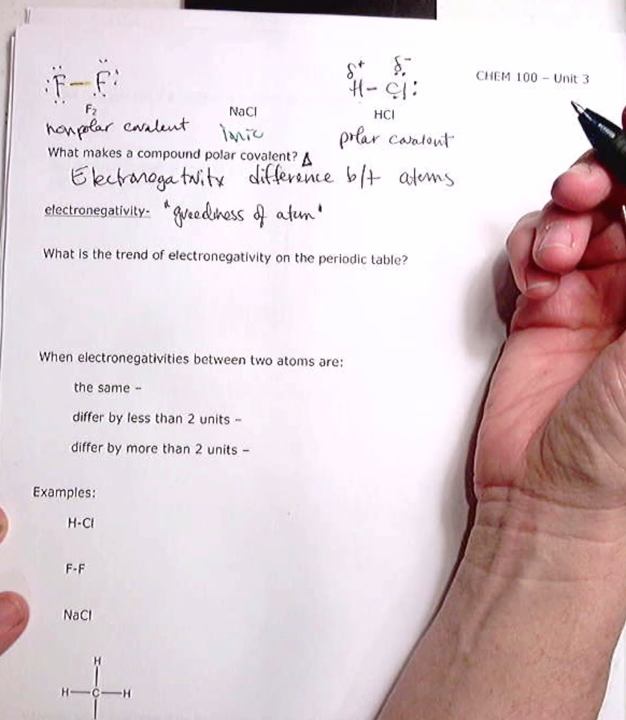 :F — F:
δ+ δ-
H - Cl:
CHEM 100 – Unit 3
F2
NaCl
HCl
nonpolar covalent
Ionic
polar covalent
What makes a compound polar covalent? Δ
Electronegativity difference b/t atoms
electronegativity- "greediness of atom"
What is the trend of electronegativity on the periodic table?
When electronegativities between two atoms are:
the same –
differ by less than 2 units –
differ by more than 2 units –
Examples:
H-Cl
F-F
NaCl
H
H—C—H